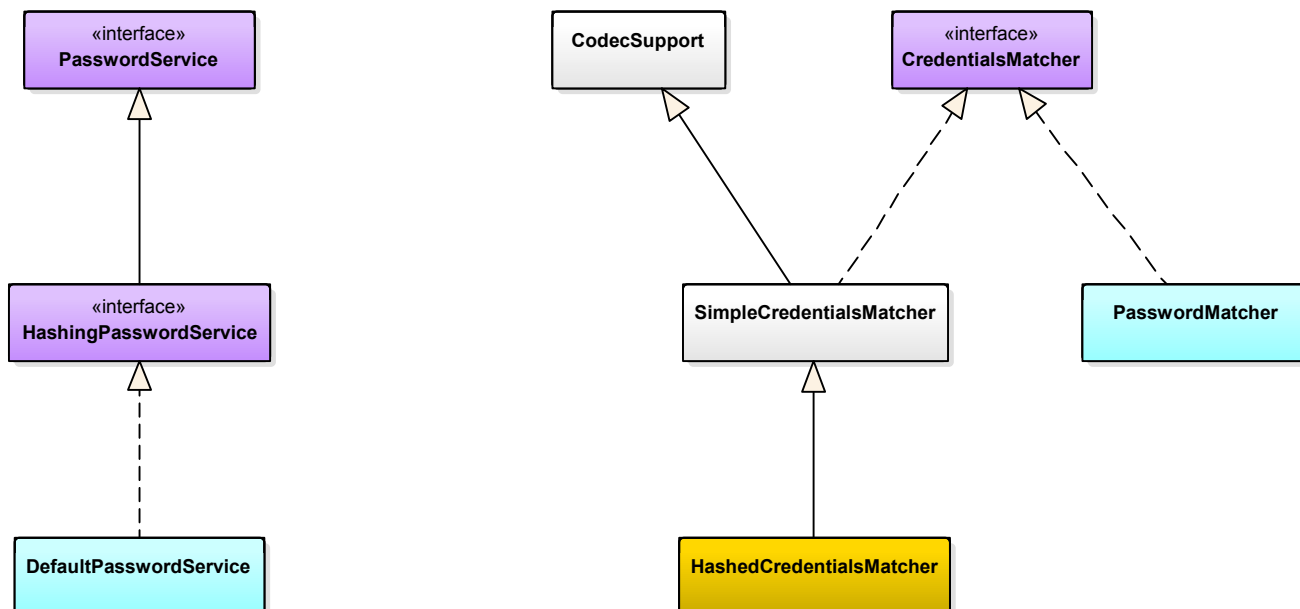 «interface»
PasswordService
CodecSupport
«interface»
CredentialsMatcher
«interface»
HashingPasswordService
SimpleCredentialsMatcher
PasswordMatcher
DefaultPasswordService
HashedCredentialsMatcher